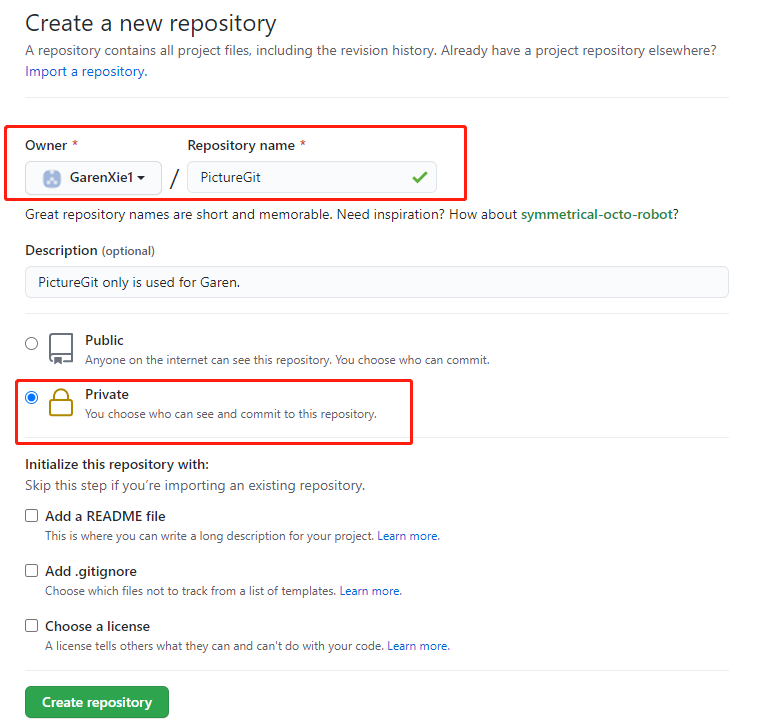 Create a new repository
A repository contains all project files, including the revision history. Already have a project repository elsewhere?
Import a repository.
Owner * Repository name *
GarenXie1 / PictureGit
Great repository names are short and memorable. Need inspiration? How about symmetrical-octo-robot?
Description (optional)
PictureGit only is used for Garen.
Public
Anyone on the internet can see this repository. You choose who can commit.
Private
You choose who can see and commit to this repository.
Initialize this repository with:
Skip this step if you’re importing an existing repository.
Add a README file
This is where you can write a long description for your project. Learn more.
Add .gitignore
Choose which files not to track from a list of templates. Learn more.
Choose a license
A license tells others what they can and can't do with your code. Learn more.
Create repository